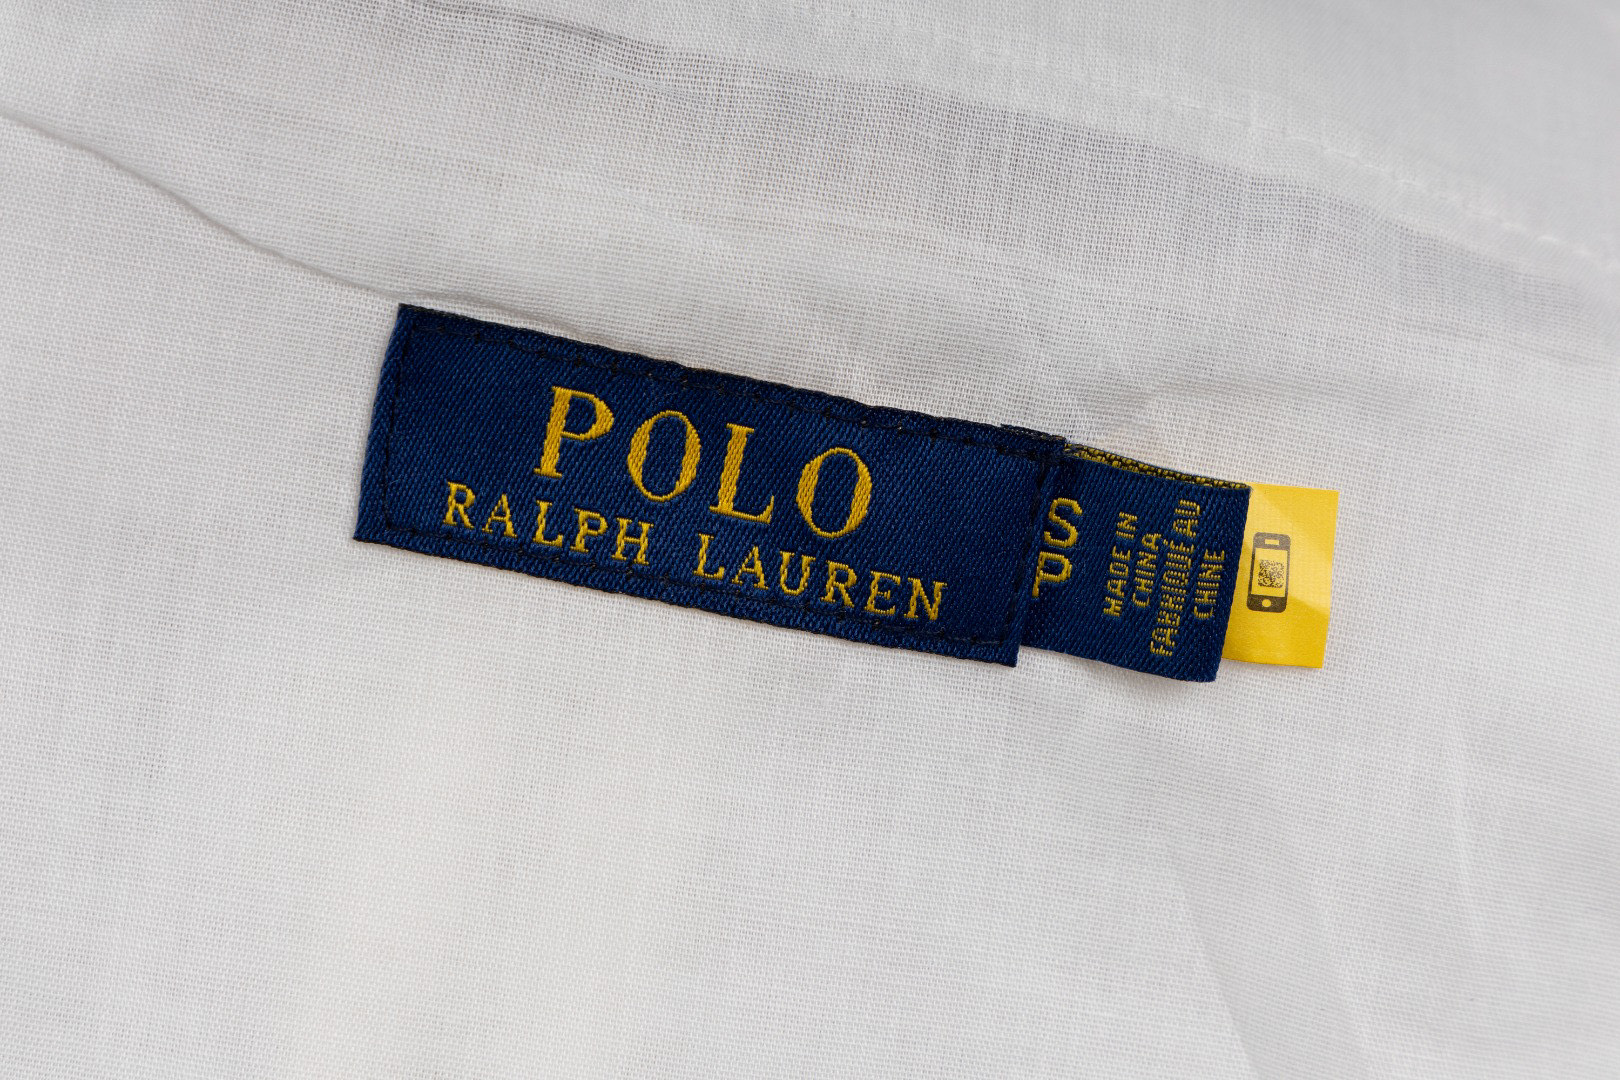 POLO
RALPH LAUREN
S
P
MADE IN
CHINA
FABRIQUÉ AU
CHINE